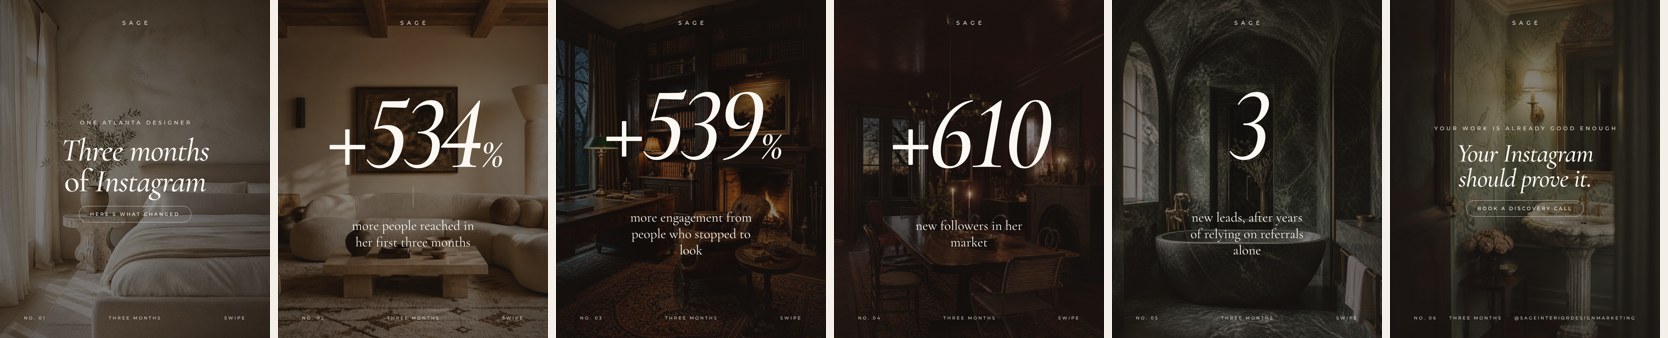 SAGE
ONE ATLANTA DESIGNER
Three months
of Instagram
HERE'S WHAT CHANGED
NO. 01
THREE MONTHS
SWIPE
SAGE
+534%
more people reached in
her first three months
NO. 02
THREE MONTHS
SWIPE
SAGE
+539%
more engagement from
people who stopped to
look
NO. 03
THREE MONTHS
SWIPE
SAGE
+610
new followers in her
market
NO. 04
THREE MONTHS
SWIPE
SAGE
3
new leads, after years
of relying on referrals
alone
NO. 05
THREE MONTHS
SWIPE
SAGE
YOUR WORK IS ALREADY GOOD ENOUGH
Your Instagram
should prove it.
BOOK A DISCOVERY CALL
NO. 06
THREE MONTHS
@SAGEINTERIORDESIGNMARKETING